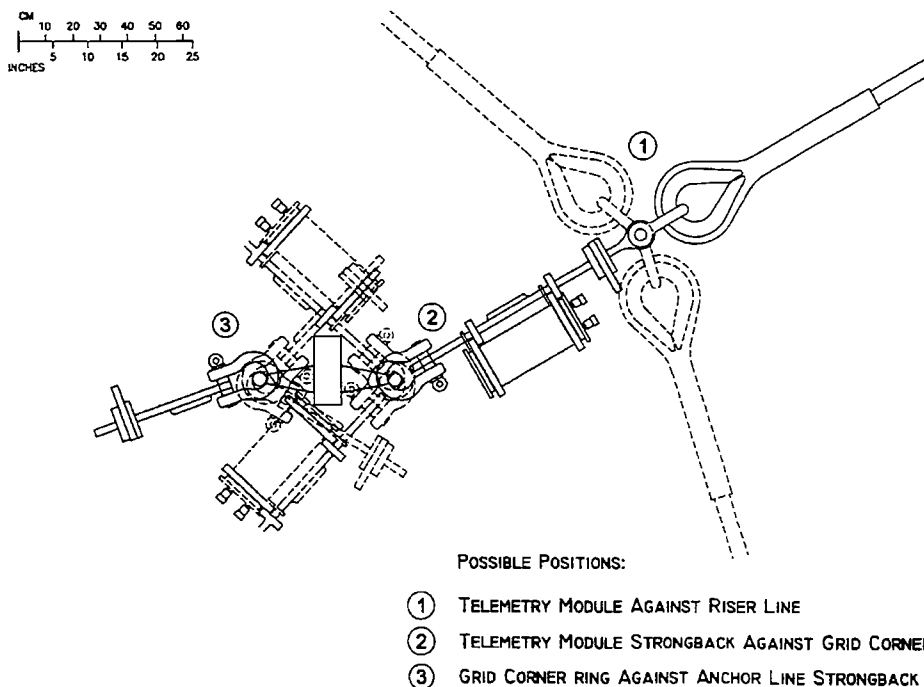 CM
10 20 30 40 50 60
5 10 15 20 25
INCHES
1
3
2
POSSIBLE POSITIONS:
1 TELEMETRY MODULE AGAINST RISER LINE
2 TELEMETRY MODULE STRONGBACK AGAINST GRID CORNER
3 GRID CORNER RING AGAINST ANCHOR LINE STRONGBACK